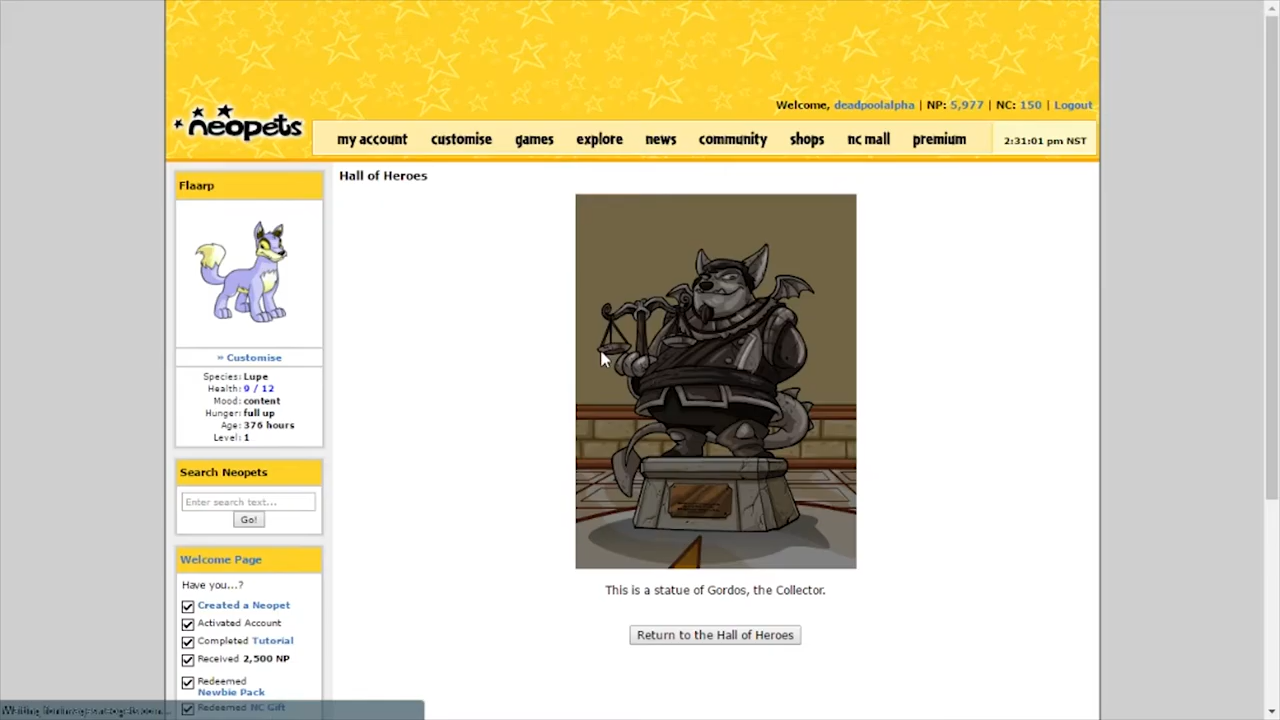 Welcome, deadpoolalpha | NP: 5,977 | NC: 150 | Logout
neopets
my account customise games explore news community shops nc mall premium 2:31:01 pm NST
Flaarp
Hall of Heroes
» Customise
Species: Lupe
Health: 9 / 12
Mood: content
Hunger: full up
Age: 376 hours
Level: 1
Search Neopets
Enter search text...
Go!
This is a statue of Gordos, the Collector.
Return to the Hall of Heroes
Welcome Page
Have you...?
Created a Neopet
Activated Account
Completed Tutorial
Received 2,500 NP
Redeemed
Newbie Pack
Redeemed NC Gift